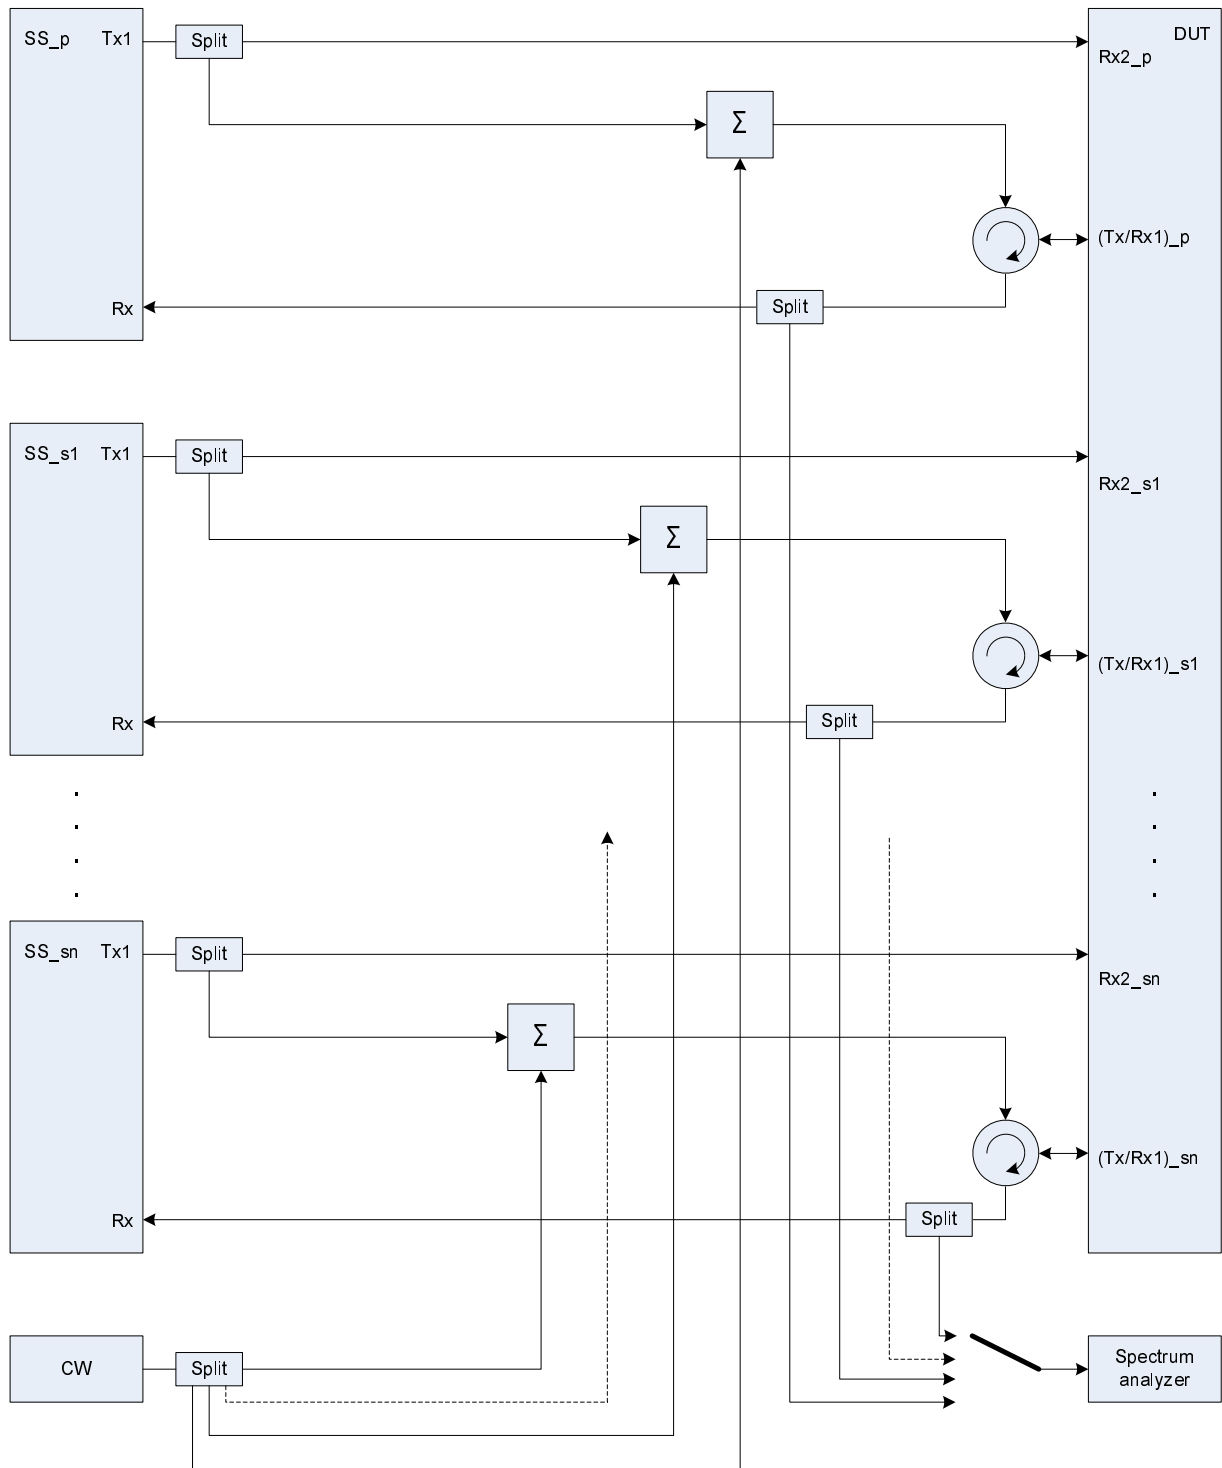 SS_p Tx1
Split
DUT
Rx2_p
Σ
(Tx/Rx1)_p
Rx
Split
SS_s1 Tx1
Split
Rx2_s1
Σ
(Tx/Rx1)_s1
Rx
Split
SS_sn Tx1
Split
Rx2_sn
Σ
(Tx/Rx1)_sn
Rx
Split
CW
Split
Spectrum
analyzer